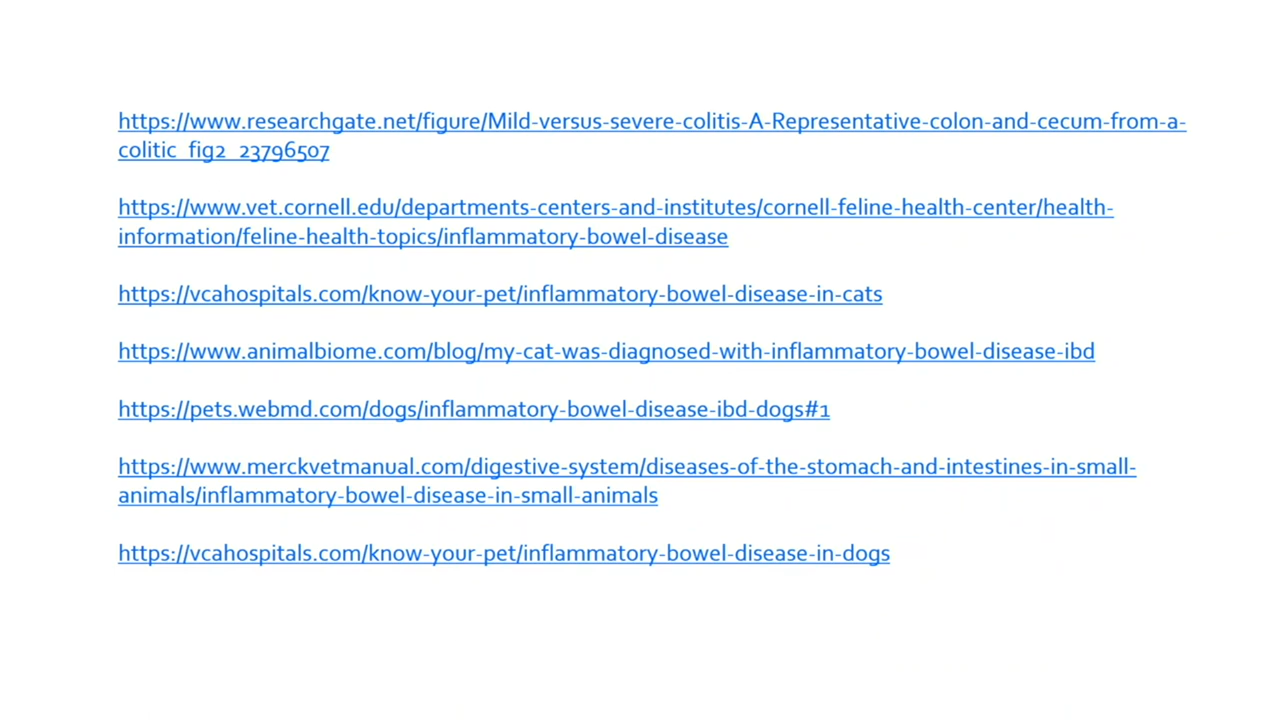 https://www.researchgate.net/figure/Mild-versus-severe-colitis-A-Representative-colon-and-cecum-from-a-
colitic_fig2_23796507
https://www.vet.cornell.edu/departments-centers-and-institutes/cornell-feline-health-center/health-
information/feline-health-topics/inflammatory-bowel-disease
https://vcahospitals.com/know-your-pet/inflammatory-bowel-disease-in-cats
https://www.animalbiome.com/blog/my-cat-was-diagnosed-with-inflammatory-bowel-disease-ibd
https://pets.webmd.com/dogs/inflammatory-bowel-disease-ibd-dogs#1
https://www.merckvetmanual.com/digestive-system/diseases-of-the-stomach-and-intestines-in-small-
animals/inflammatory-bowel-disease-in-small-animals
https://vcahospitals.com/know-your-pet/inflammatory-bowel-disease-in-dogs